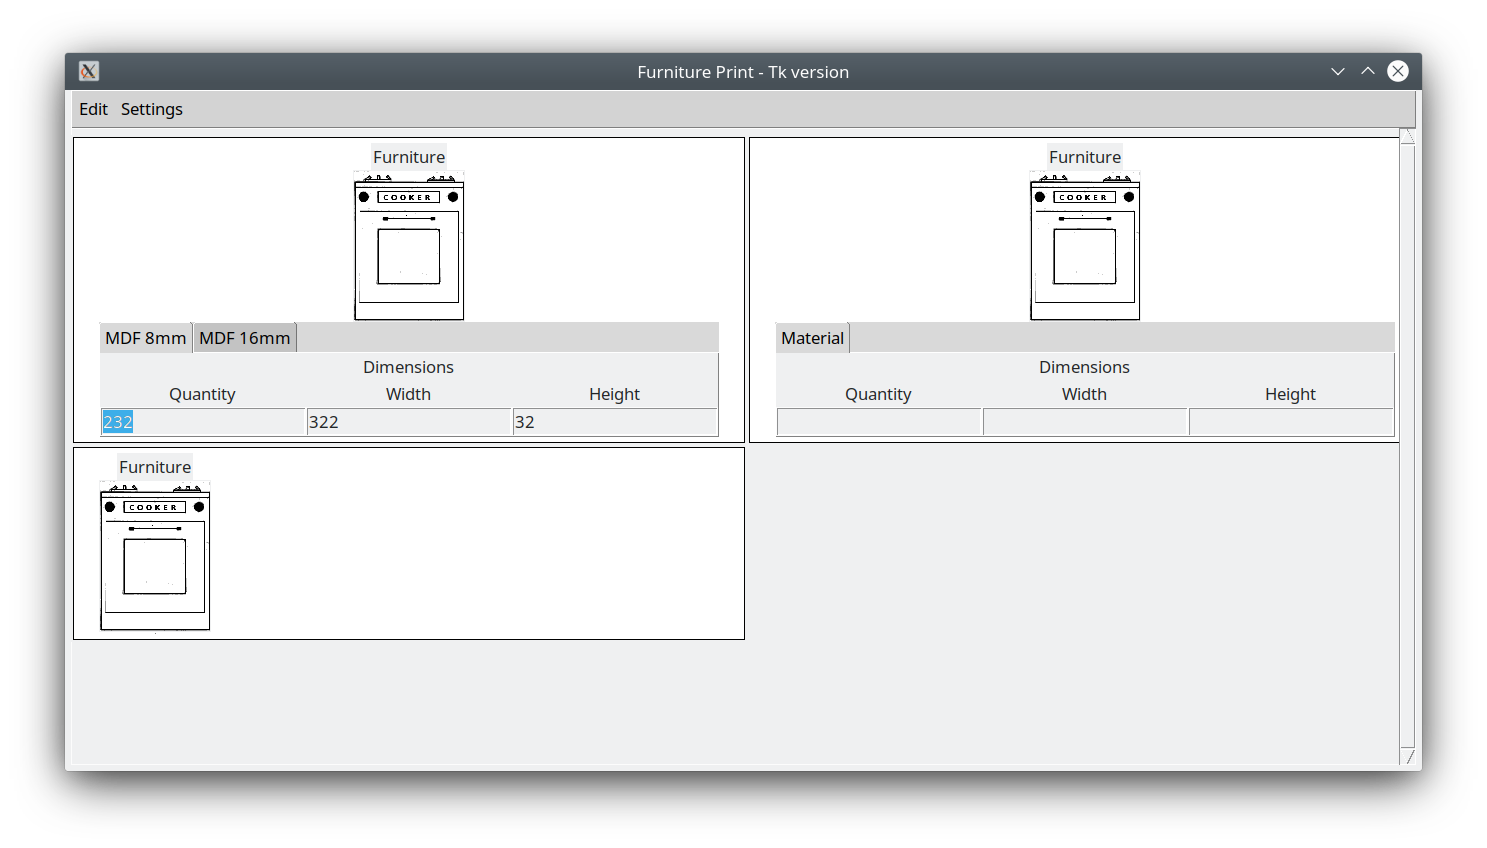 Furniture Print - Tk version
Edit Settings
Furniture
COOKER
MDF 8mm MDF 16mm
Dimensions
Quantity Width Height
232 322 32
Furniture
COOKER
Material
Dimensions
Quantity Width Height
Furniture
COOKER